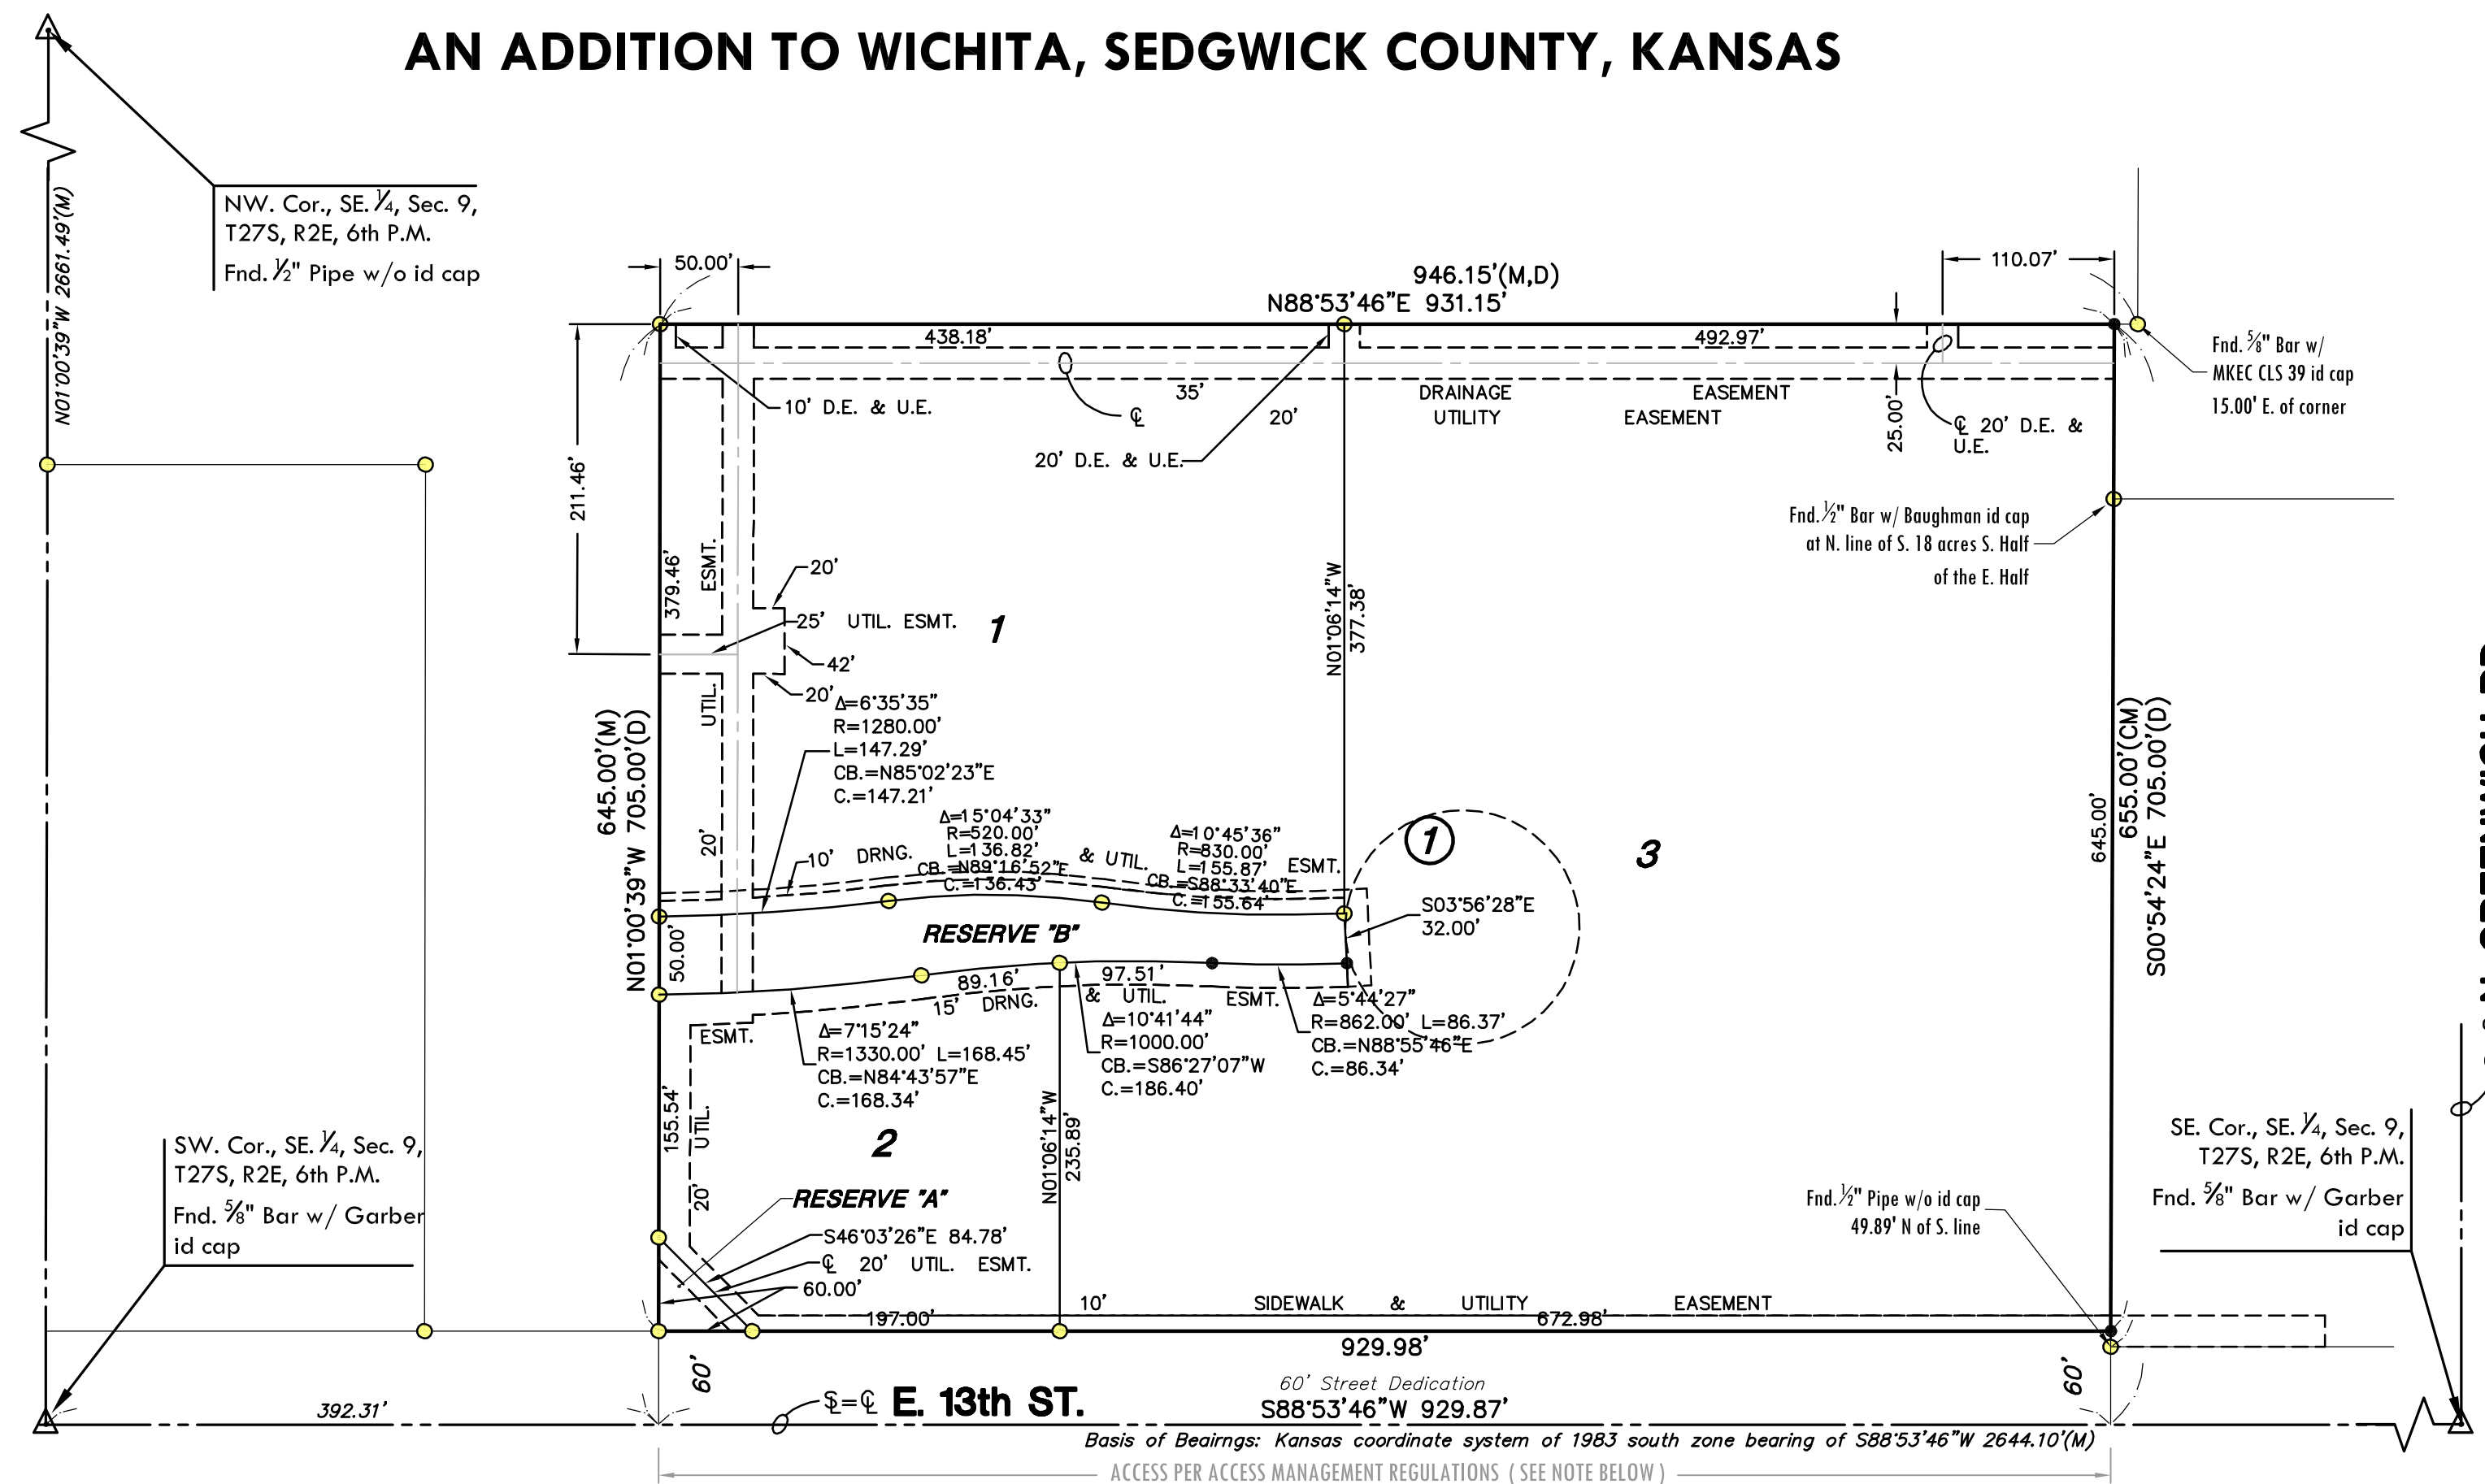 AN ADDITION TO WICHITA, SEDGWICK COUNTY, KANSAS
N01°00'39"W 2661.49'(M)
NW. Cor., SE. 1/4, Sec. 9,
T27S, R2E, 6th P.M.
Fnd. 1/2" Pipe w/o id cap
50.00'
946.15'(M,D)
N88°53'46"E 931.15'
110.07'
438.18'
492.97'
Fnd. 5/8" Bar w/
MKEC CLS 39 id cap
15.00' E. of corner
10' D.E. & U.E.
℄
35'
20'
DRAINAGE EASEMENT
UTILITY EASEMENT
25.00'
℄ 20' D.E. &
U.E.
20' D.E. & U.E.
211.46'
Fnd. 1/2" Bar w/ Baughman id cap
at N. line of S. 18 acres S. Half
of the E. Half
379.46'
ESMT.
20'
25' UTIL. ESMT.
1
42'
20'
N01°06'14"W
377.38'
UTIL.
20'
Δ=6°35'35"
R=1280.00'
L=147.29'
CB.=N85°02'23"E
C.=147.21'
645.00'(M)
N01°00'39"W 705.00'(D)
645.00'
655.00'(CM)
S00°54'24"E 705.00'(D)
Δ=15°04'33"
R=520.00'
L=136.82'
CB.=N89°16'52"E
C.=136.43'
Δ=10°45'36"
R=830.00'
L=155.87'
CB.=S88°33'40"E
C.=155.64'
10' DRNG. & UTIL. ESMT.
1
3
S03°56'28"E
32.00'
RESERVE "B"
50.00'
89.16'
97.51'
15' DRNG. & UTIL. ESMT.
ESMT.
Δ=7°15'24"
R=1330.00' L=168.45'
CB.=N84°43'57"E
C.=168.34'
Δ=10°41'44"
R=1000.00'
CB.=S86°27'07"W
C.=186.40'
Δ=5°44'27"
R=862.00' L=86.37'
CB.=N88°55'46"E
C.=86.34'
155.54'
UTIL.
20'
2
N01°06'14"W
235.89'
SW. Cor., SE. 1/4, Sec. 9,
T27S, R2E, 6th P.M.
Fnd. 5/8" Bar w/ Garber
id cap
RESERVE "A"
S46°03'26"E 84.78'
℄ 20' UTIL. ESMT.
60.00'
Fnd. 1/2" Pipe w/o id cap
49.89' N of S. line
SE. Cor., SE. 1/4, Sec. 9,
T27S, R2E, 6th P.M.
Fnd. 5/8" Bar w/ Garber
id cap
10' SIDEWALK & UTILITY EASEMENT
197.00'
672.98'
929.98'
60'
60'
60' Street Dedication
392.31'
S=℄ E. 13th ST.
S88°53'46"W 929.87'
Basis of Beairngs: Kansas coordinate system of 1983 south zone bearing of S88°53'46"W 2644.10'(M)
ACCESS PER ACCESS MANAGEMENT REGULATIONS ( SEE NOTE BELOW )